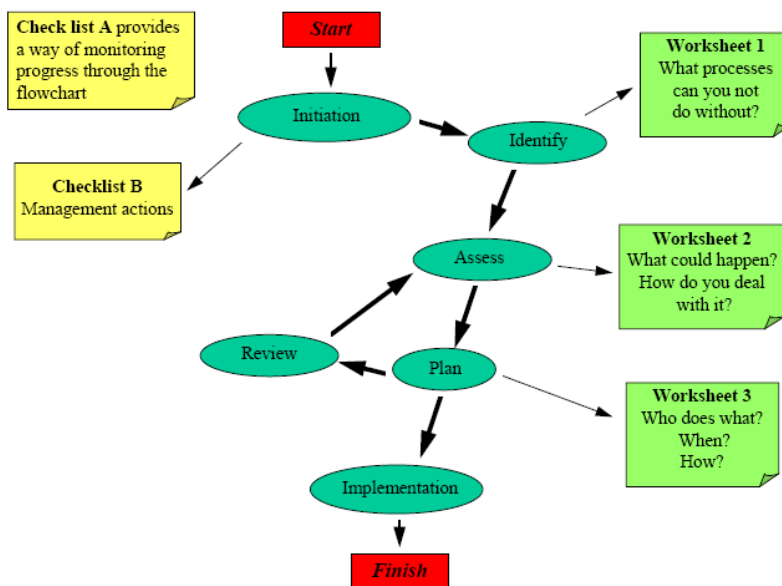 Check list A provides
a way of monitoring
progress through the
flowchart
Start
Worksheet 1
What processes
can you not
do without?
Initiation
Identify
Checklist B
Management actions
Assess
Worksheet 2
What could happen?
How do you deal
with it?
Review
Plan
Worksheet 3
Who does what?
When?
How?
Implementation
Finish